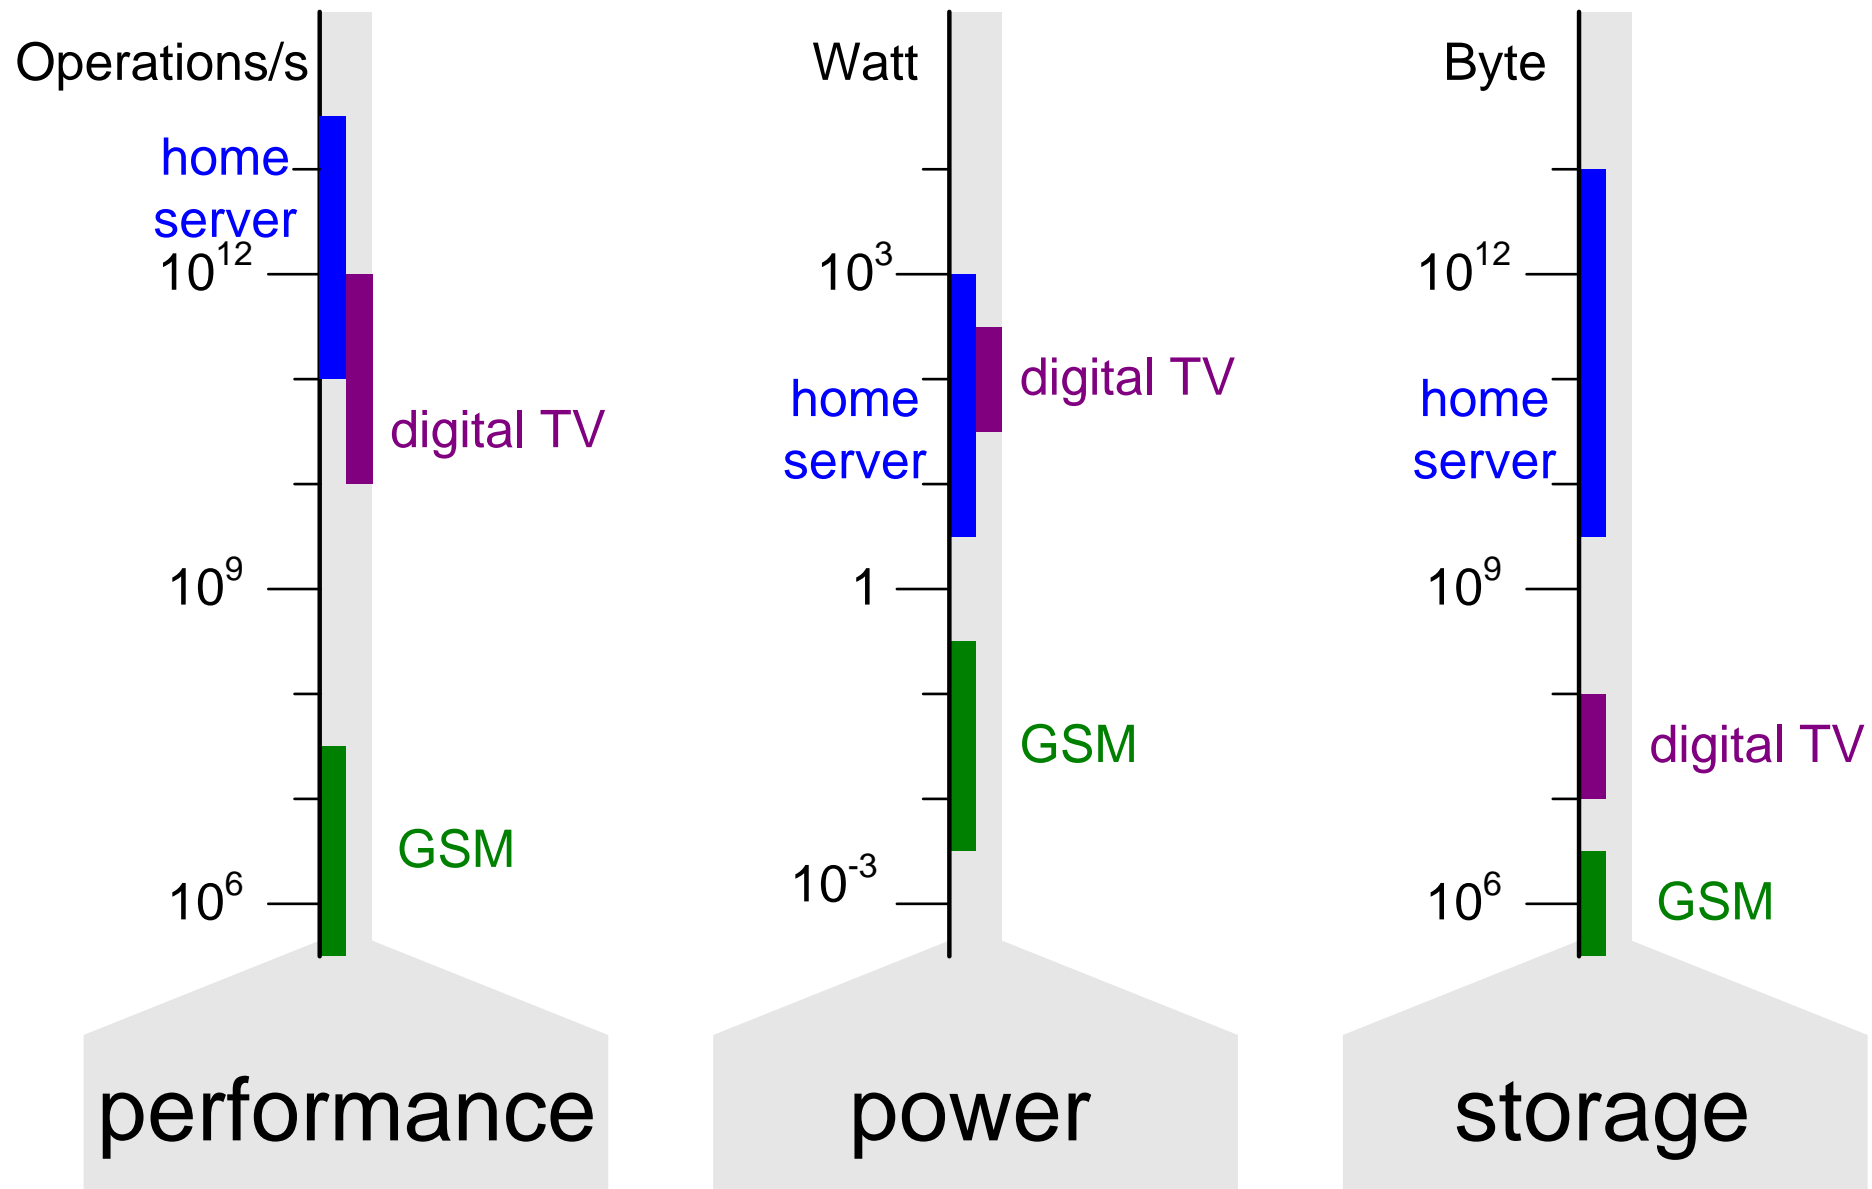 Operations/s
home
server
10^12
digital TV
10^9
GSM
10^6
performance
Watt
10^3
digital TV
home
server
1
GSM
10^-3
power
Byte
10^12
home
server
10^9
digital TV
10^6
GSM
storage